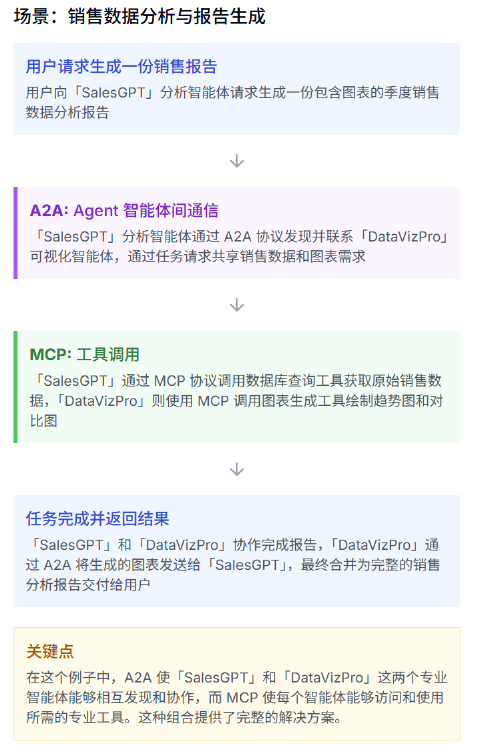 场景：销售数据分析与报告生成
用户请求生成一份销售报告
用户向「SalesGPT」分析智能体请求生成一份包含图表的季度销售
数据分析报告
A2A: Agent 智能体间通信
「SalesGPT」分析智能体通过 A2A 协议发现并联系「DataVizPro」
可视化智能体，通过任务请求共享销售数据和图表需求
MCP: 工具调用
「SalesGPT」通过 MCP 协议调用数据库查询工具获取原始销售数
据，「DataVizPro」则使用 MCP 调用图表生成工具绘制趋势图和对
比图
任务完成并返回结果
「SalesGPT」和「DataVizPro」协作完成报告，「DataVizPro」通
过 A2A 将生成的图表发送给「SalesGPT」，最终合并为完整的销售
分析报告交付给用户
关键点
在这个例子中，A2A 使「SalesGPT」和「DataVizPro」这两个专业
智能体能够相互发现和协作，而 MCP 使每个智能体能够访问和使用
所需的专业工具。这种组合提供了完整的解决方案。